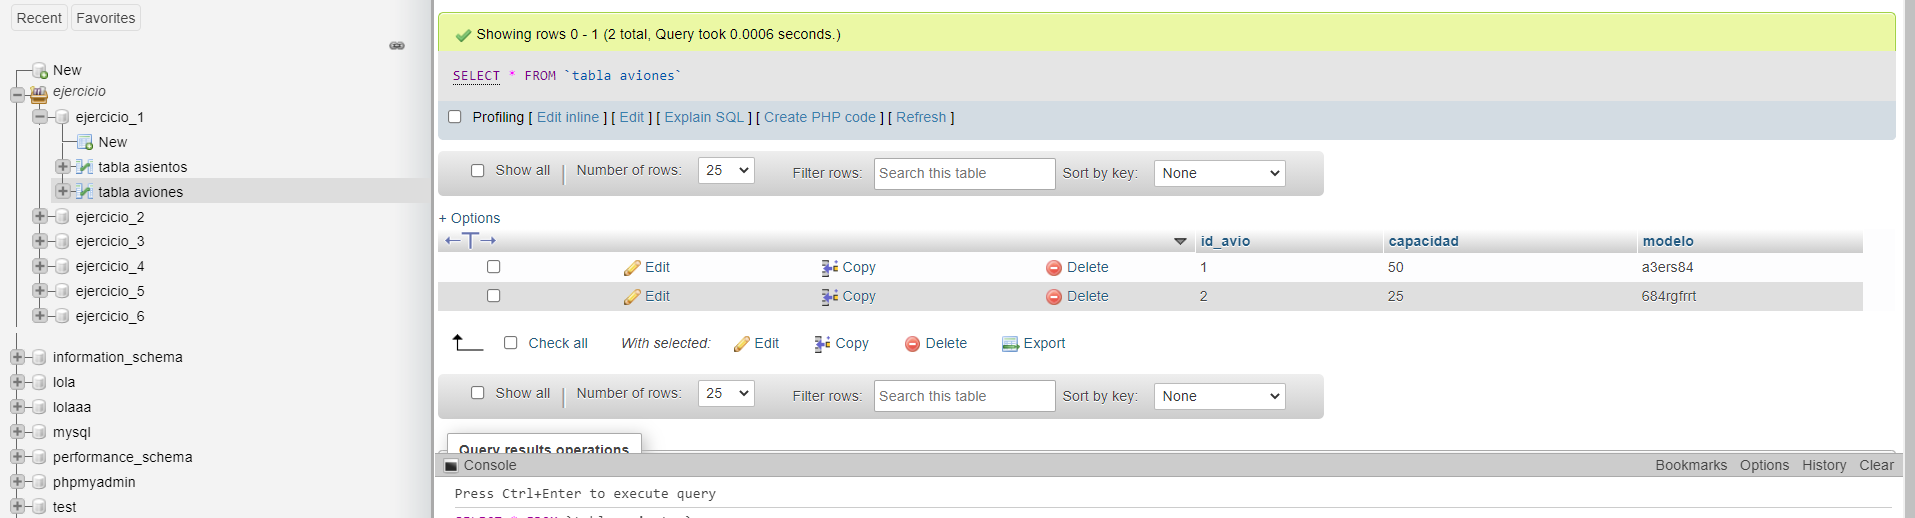 Recent Favorites
New
ejercicio
ejercicio_1
New
tabla asientos
tabla aviones
ejercicio_2
ejercicio_3
ejercicio_4
ejercicio_5
ejercicio_6
information_schema
lola
lolaaa
mysql
performance_schema
phpmyadmin
test
Showing rows 0 - 1 (2 total, Query took 0.0006 seconds.)
SELECT * FROM `tabla aviones`
Profiling [ Edit inline ] [ Edit ] [ Explain SQL ] [ Create PHP code ] [ Refresh ]
Show all Number of rows: 25 Filter rows: Search this table Sort by key: None
+ Options
id_avio capacidad modelo
Edit Copy Delete 1 50 a3ers84
Edit Copy Delete 2 25 684rgfrrt
Check all With selected: Edit Copy Delete Export
Show all Number of rows: 25 Filter rows: Search this table Sort by key: None
Query results operations
Console Bookmarks Options History Clear
Press Ctrl+Enter to execute query